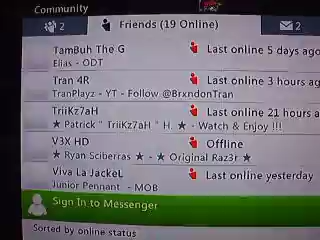 Community
2
Friends (19 Online)
2
TamBuh The G
Last online 5 days ago
Elias - ODT
Tran 4R
Last online 3 hours ag
TranPlayz - YT - Follow @BrxndonTran
TriiKz7aH
Last online 21 hours a
★ Patrick " TriiKz7aH " H. ★ - Watch & Enjoy !!!
V3X HD
Offline
★ Ryan Sciberras ★ - ★ Original Raz3r ★
Viva La JackeL
Last online yesterday
Junior Pennant - MOB
Sign In to Messenger
Sorted by online status